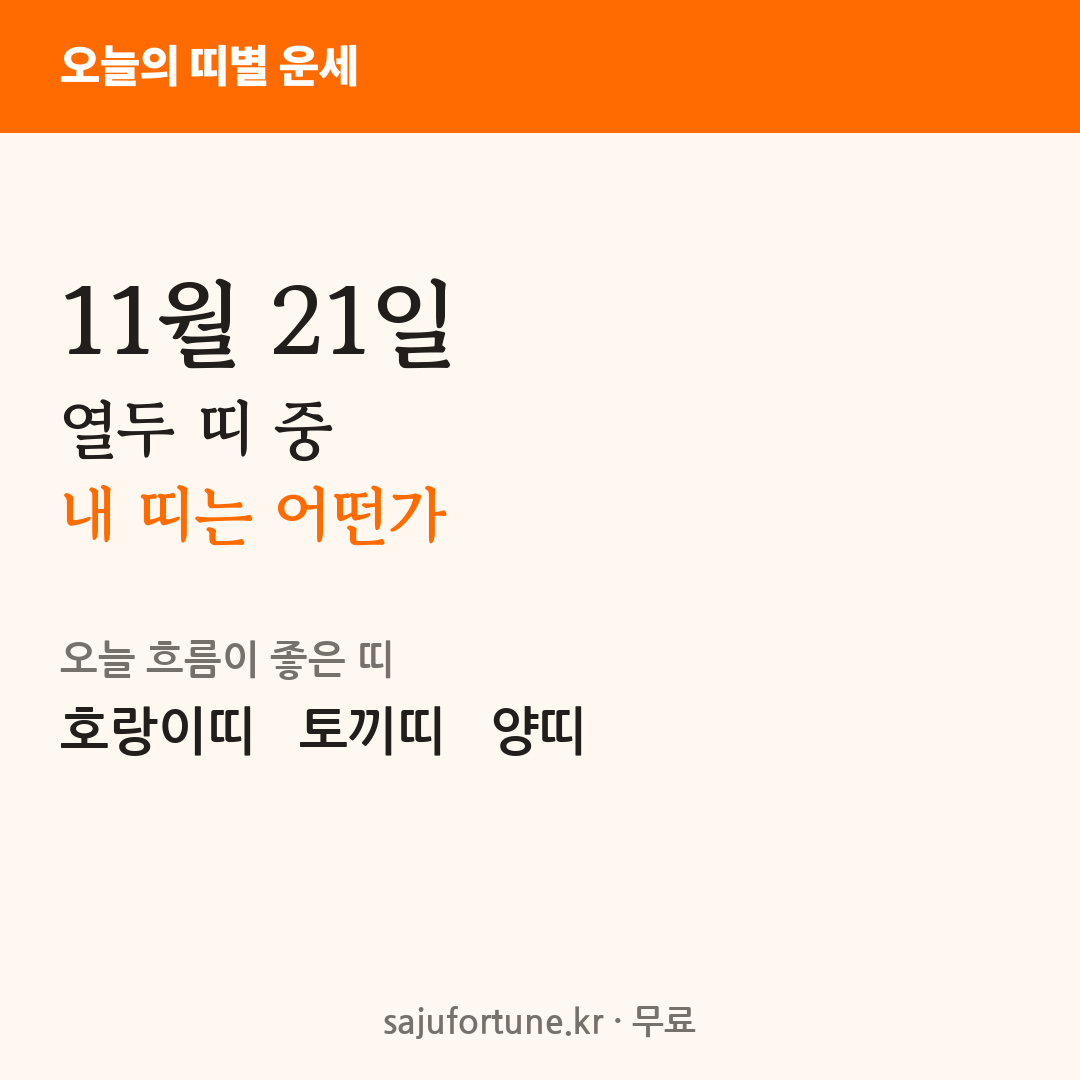 오늘의 띠별 운세
11월 21일
열두 띠 중
내 띠는 어떤가
오늘 흐름이 좋은 띠
호랑이띠 토끼띠 양띠
sajufortune.kr · 무료